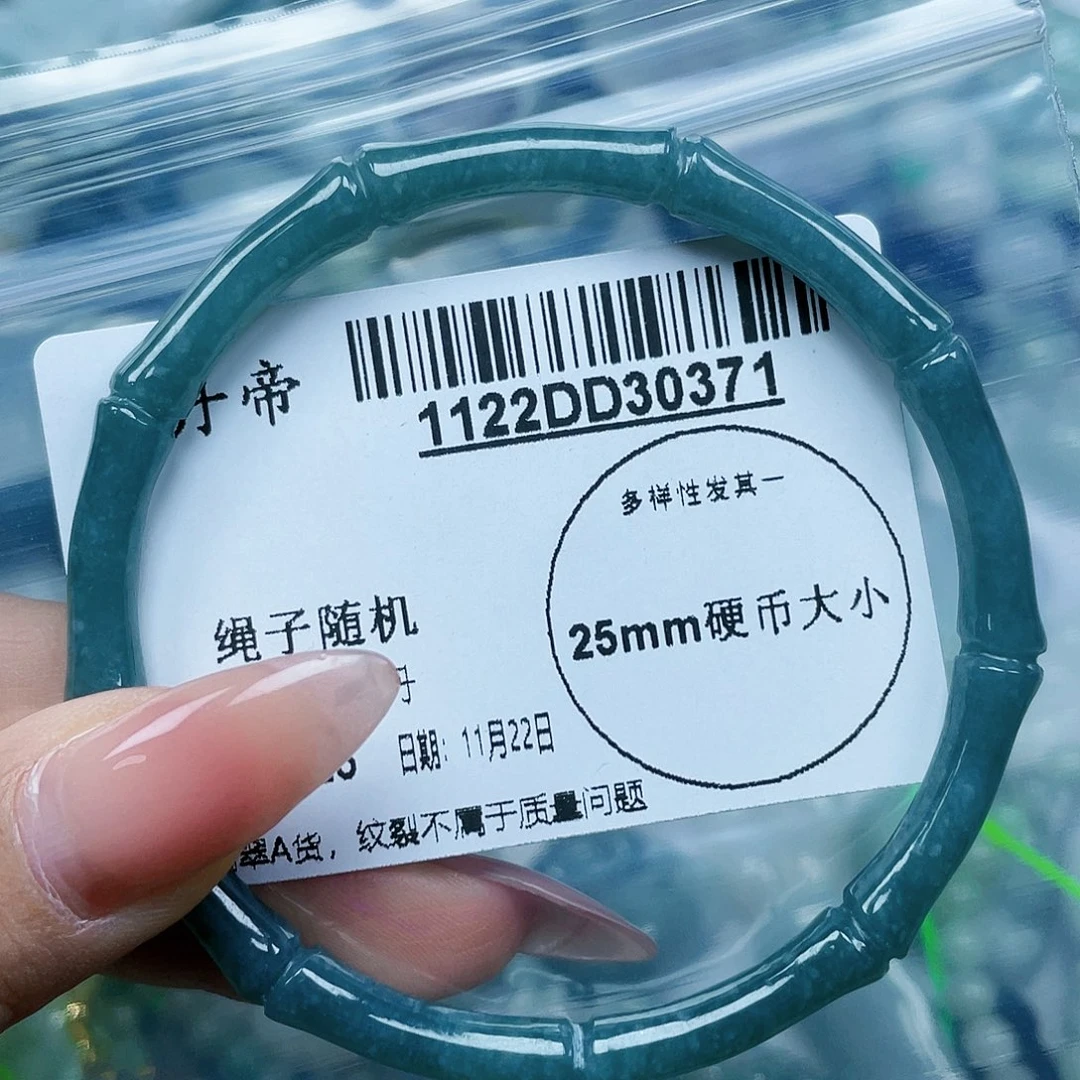 帝
1122DD30371
多样性发其一
25mm硬币大小
绳子随机
子
日期: 11月22日
翠A货，纹裂不属于质量问题